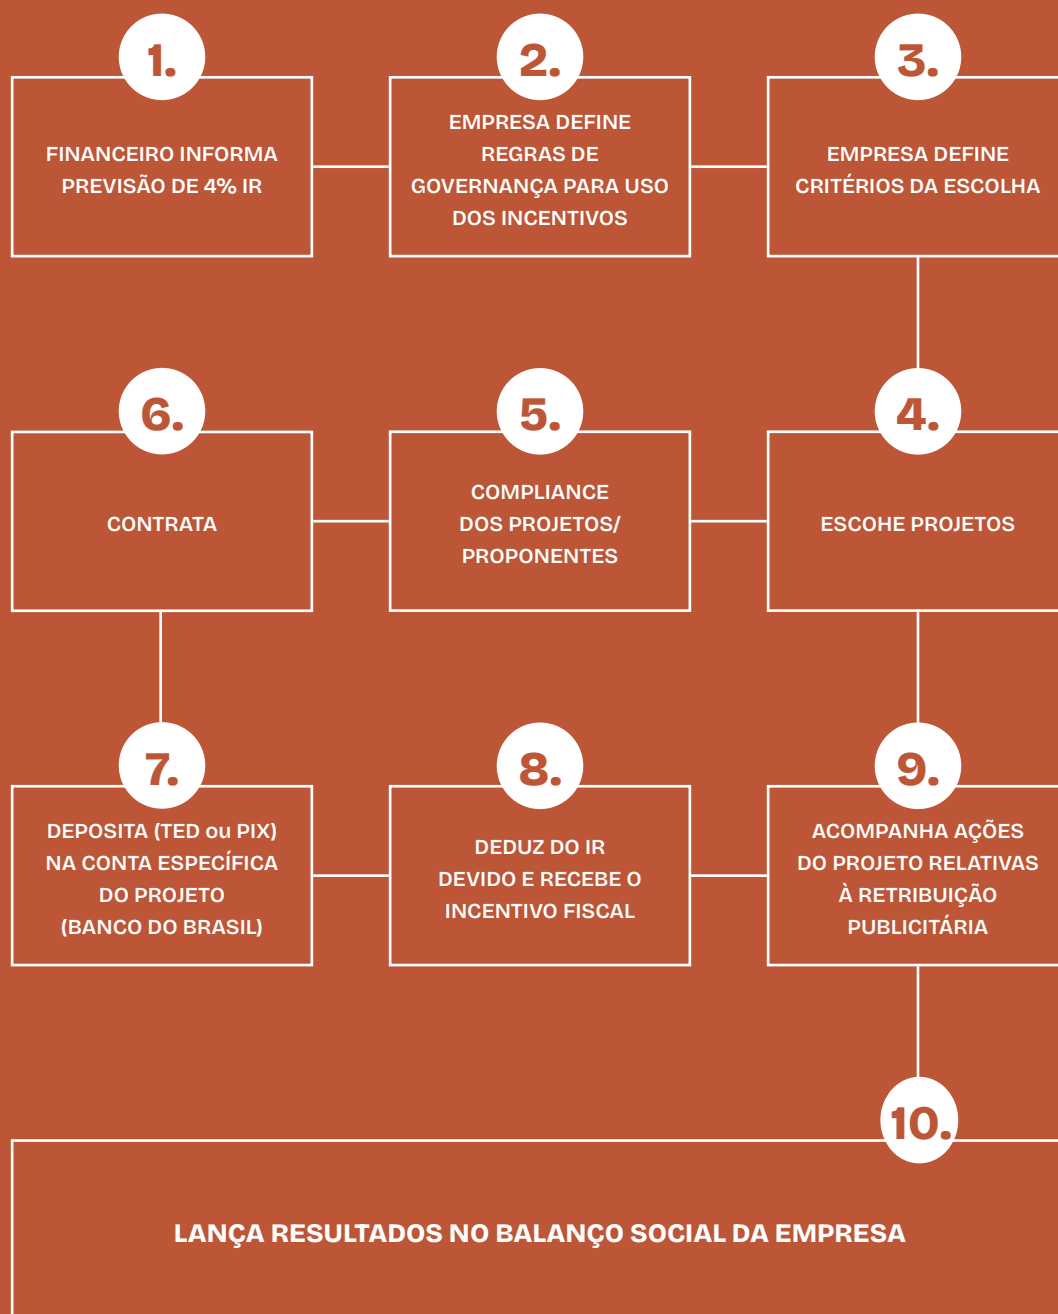 1.
FINANCEIRO INFORMA
PREVISÃO DE 4% IR
2.
EMPRESA DEFINE
REGRAS DE
GOVERNANÇA PARA USO
DOS INCENTIVOS
3.
EMPRESA DEFINE
CRITÉRIOS DA ESCOLHA
4.
ESCOHE PROJETOS
5.
COMPLIANCE
DOS PROJETOS/
PROPONENTES
6.
CONTRATA
7.
DEPOSITA (TED ou PIX)
NA CONTA ESPECÍFICA
DO PROJETO
(BANCO DO BRASIL)
8.
DEDUZ DO IR
DEVIDO E RECEBE O
INCENTIVO FISCAL
9.
ACOMPANHA AÇÕES
DO PROJETO RELATIVAS
À RETRIBUIÇÃO
PUBLICITÁRIA
10.
LANÇA RESULTADOS NO BALANÇO SOCIAL DA EMPRESA